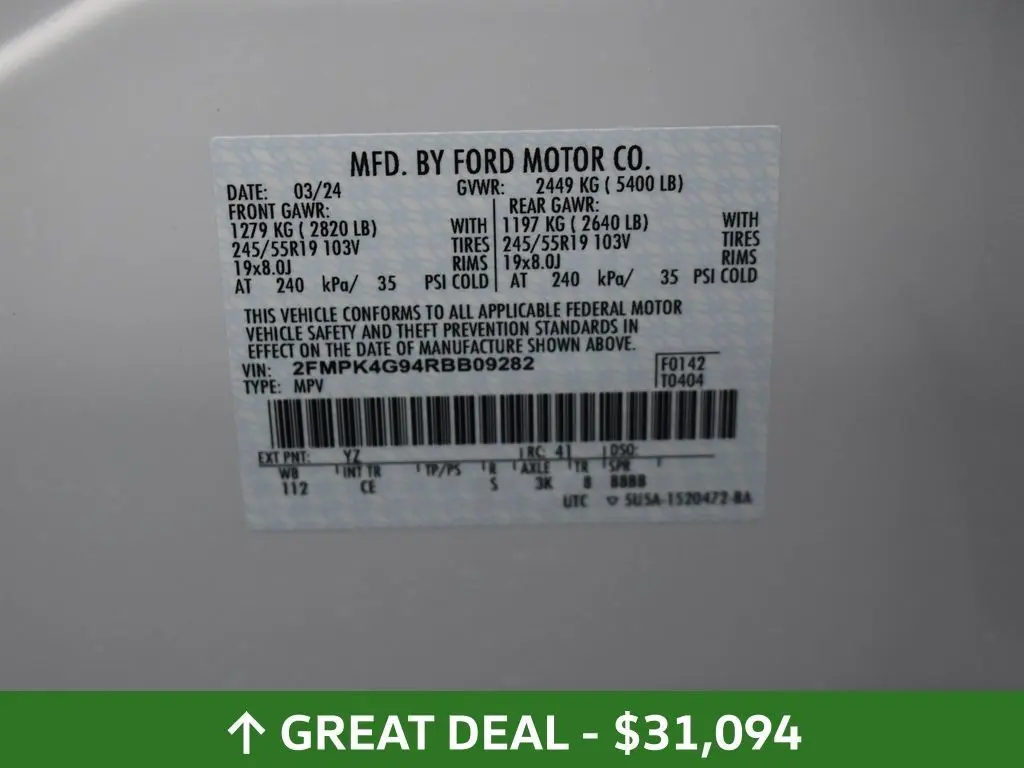 MFD. BY FORD MOTOR CO.
DATE: 03/24 GVWR: 2449 KG ( 5400 LB)
FRONT GAWR: REAR GAWR:
1279 KG ( 2820 LB) WITH 1197 KG ( 2640 LB) WITH
245/55R19 103V TIRES 245/55R19 103V TIRES
19x8.0J RIMS 19x8.0J RIMS
AT 240 kPa/ 35 PSI COLD AT 240 kPa/ 35 PSI COLD
THIS VEHICLE CONFORMS TO ALL APPLICABLE FEDERAL MOTOR
VEHICLE SAFETY AND THEFT PREVENTION STANDARDS IN
EFFECT ON THE DATE OF MANUFACTURE SHOWN ABOVE.
VIN: 2FMPK4G94RBB09282 F0142
TYPE: MPV T0404
EXT PNT: YZ RC: 41 DSO:
WB INT TR TP/PS R AXLE TR SPR
112 CE S 3K 8 BBBB
UTC ▽ SU5A-1520472-BA
↑ GREAT DEAL - $31,094